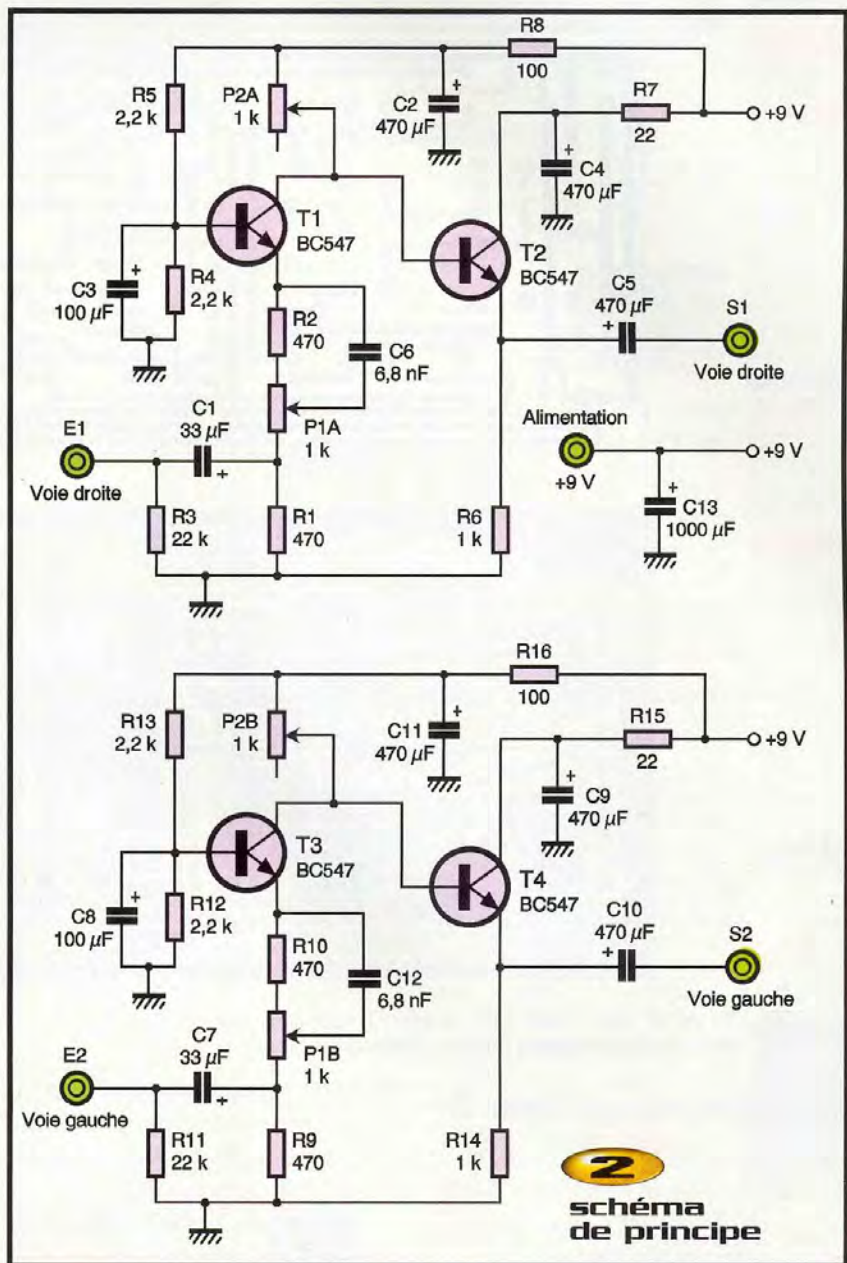 R8
100
R5
2,2 k
P2A
1 k
C2
470 µF
R7
22
+9 V
C4
470 µF
T1
BC547
C3
100 µF
R4
2,2 k
T2
BC547
R2
470
C6
6,8 nF
C5
470 µF
S1
Voie droite
C1
33 µF
P1A
1 k
E1
Voie droite
Alimentation
+9 V
+9 V
R3
22 k
R1
470
R6
1 k
C13
1000 µF
R16
100
R13
2,2 k
P2B
1 k
C11
470 µF
R15
22
+9 V
C9
470 µF
T3
BC547
C8
100 µF
R12
2,2 k
T4
BC547
R10
470
C12
6,8 nF
C10
470 µF
S2
Voie gauche
C7
33 µF
P1B
1 k
E2
Voie gauche
R11
22 k
R9
470
R14
1 k
2
schéma
de principe
+
+
+
+
+
+
+
+
+
+
+